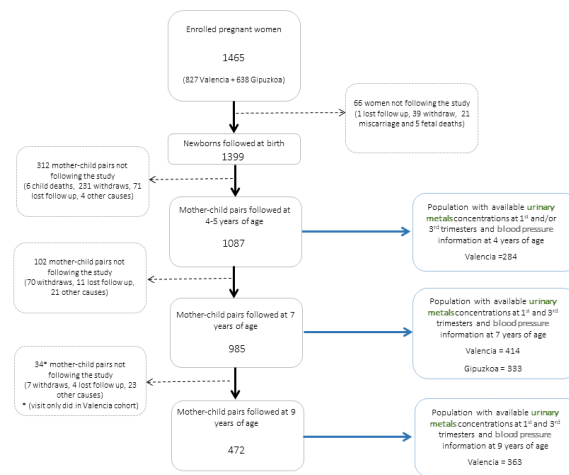 Enrolled pregnant women
1465
(827 Valencia + 638 Gipuzkoa)
66 women not following the study
(1 lost follow up, 39 withdraw, 21
miscarriage and 5 fetal deaths)
Newborns followed at birth
1399
312 mother-child pairs not
following the study
(6 child deaths, 231 withdraws, 71
lost follow up, 4 other causes)
Mother-child pairs followed at
4-5 years of age
1087
Population with available urinary
metals concentrations at 1st and/or
3rd trimesters and blood pressure
information at 4 years of age
Valencia =284
102 mother-child pairs not
following the study
(70 withdraws, 11 lost follow up,
21 other causes)
Mother-child pairs followed at 7
years of age
985
Population with available urinary
metals concentrations at 1st and 3rd
trimesters and blood pressure
information at 7 years of age
Valencia = 414
Gipuzkoa = 333
34* mother-child pairs not
following the study
(7 withdraws, 4 lost follow up, 23
other causes)
* (visit only did in Valencia cohort)
Mother-child pairs followed at 9
years of age
472
Population with available urinary
metals concentrations at 1st and 3rd
trimesters and blood pressure
information at 9 years of age
Valencia = 363